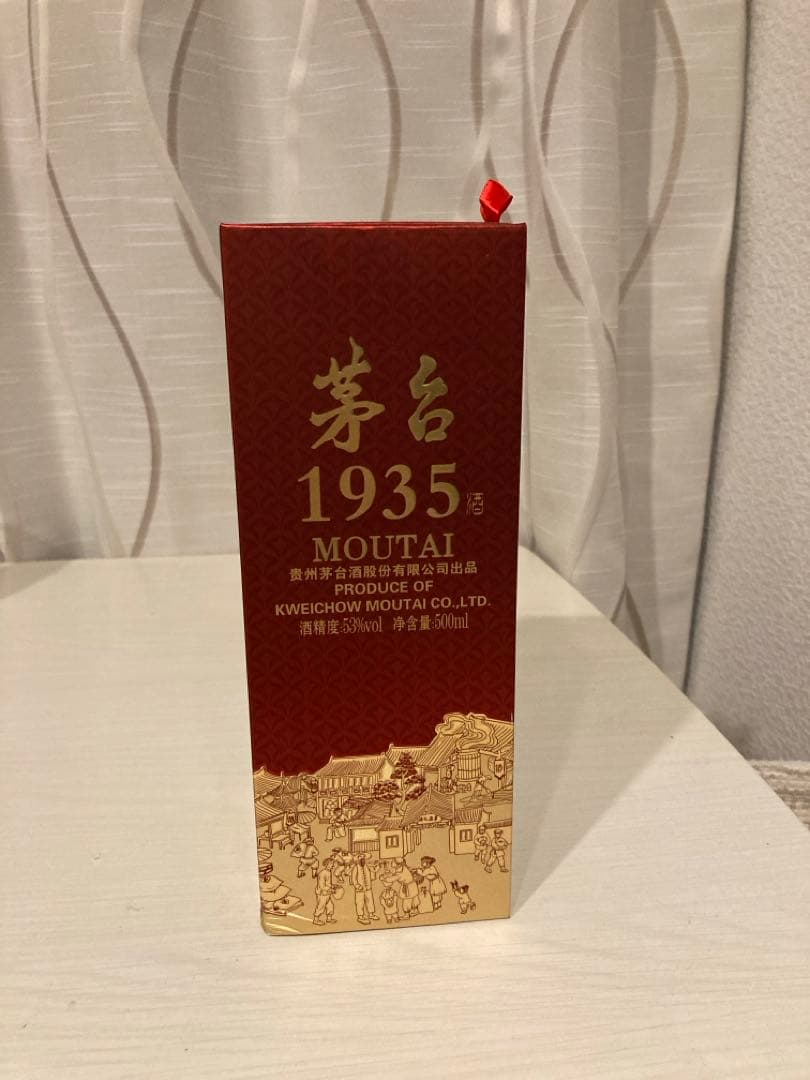 茅台
1935酒
MOUTAI
贵州茅台酒股份有限公司出品
PRODUCE OF
KWEICHOW MOUTAI CO.,LTD.
酒精度:53%vol 净含量:500ml